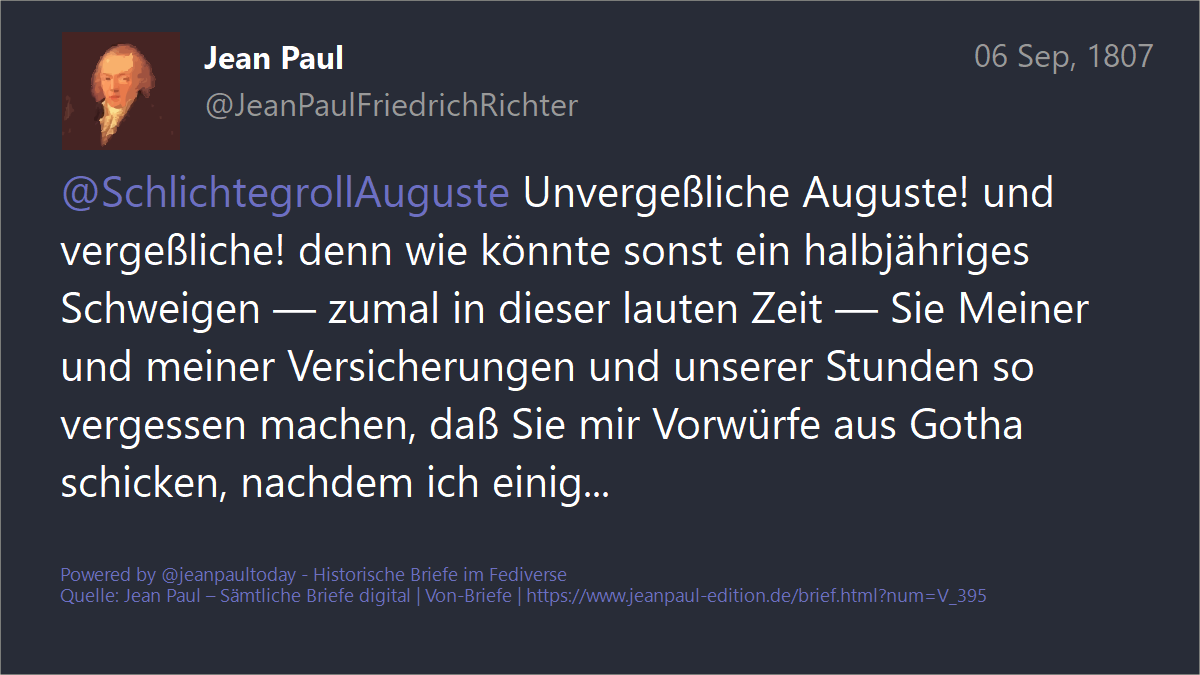 Jean Paul
06 Sep, 1807
@JeanPaulFriedrichRichter
@SchlichtegrollAuguste Unvergeßliche Auguste! und
vergeßliche! denn wie könnte sonst ein halbjähriges
Schweigen — zumal in dieser lauten Zeit — Sie Meiner
und meiner Versicherungen und unserer Stunden so
vergessen machen, daß Sie mir Vorwürfe aus Gotha
schicken, nachdem ich einig...
Powered by @jeanpaultoday - Historische Briefe im Fediverse
Quelle: Jean Paul – Sämtliche Briefe digital | Von-Briefe | https://www.jeanpaul-edition.de/brief.html?num=V_395